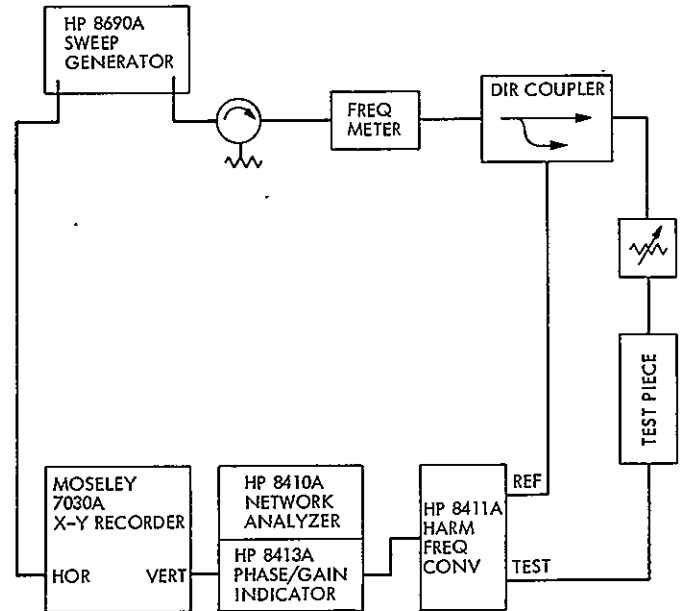 HP 8690A
SWEEP
GENERATOR
FREQ
METER
DIR COUPLER
TEST PIECE
MOSELEY
7030A
X-Y RECORDER
HOR
VERT
HP 8410A
NETWORK
ANALYZER
HP 8413A
PHASE/GAIN
INDICATOR
HP 8411A
HARM
FREQ
CONV
REF
TEST